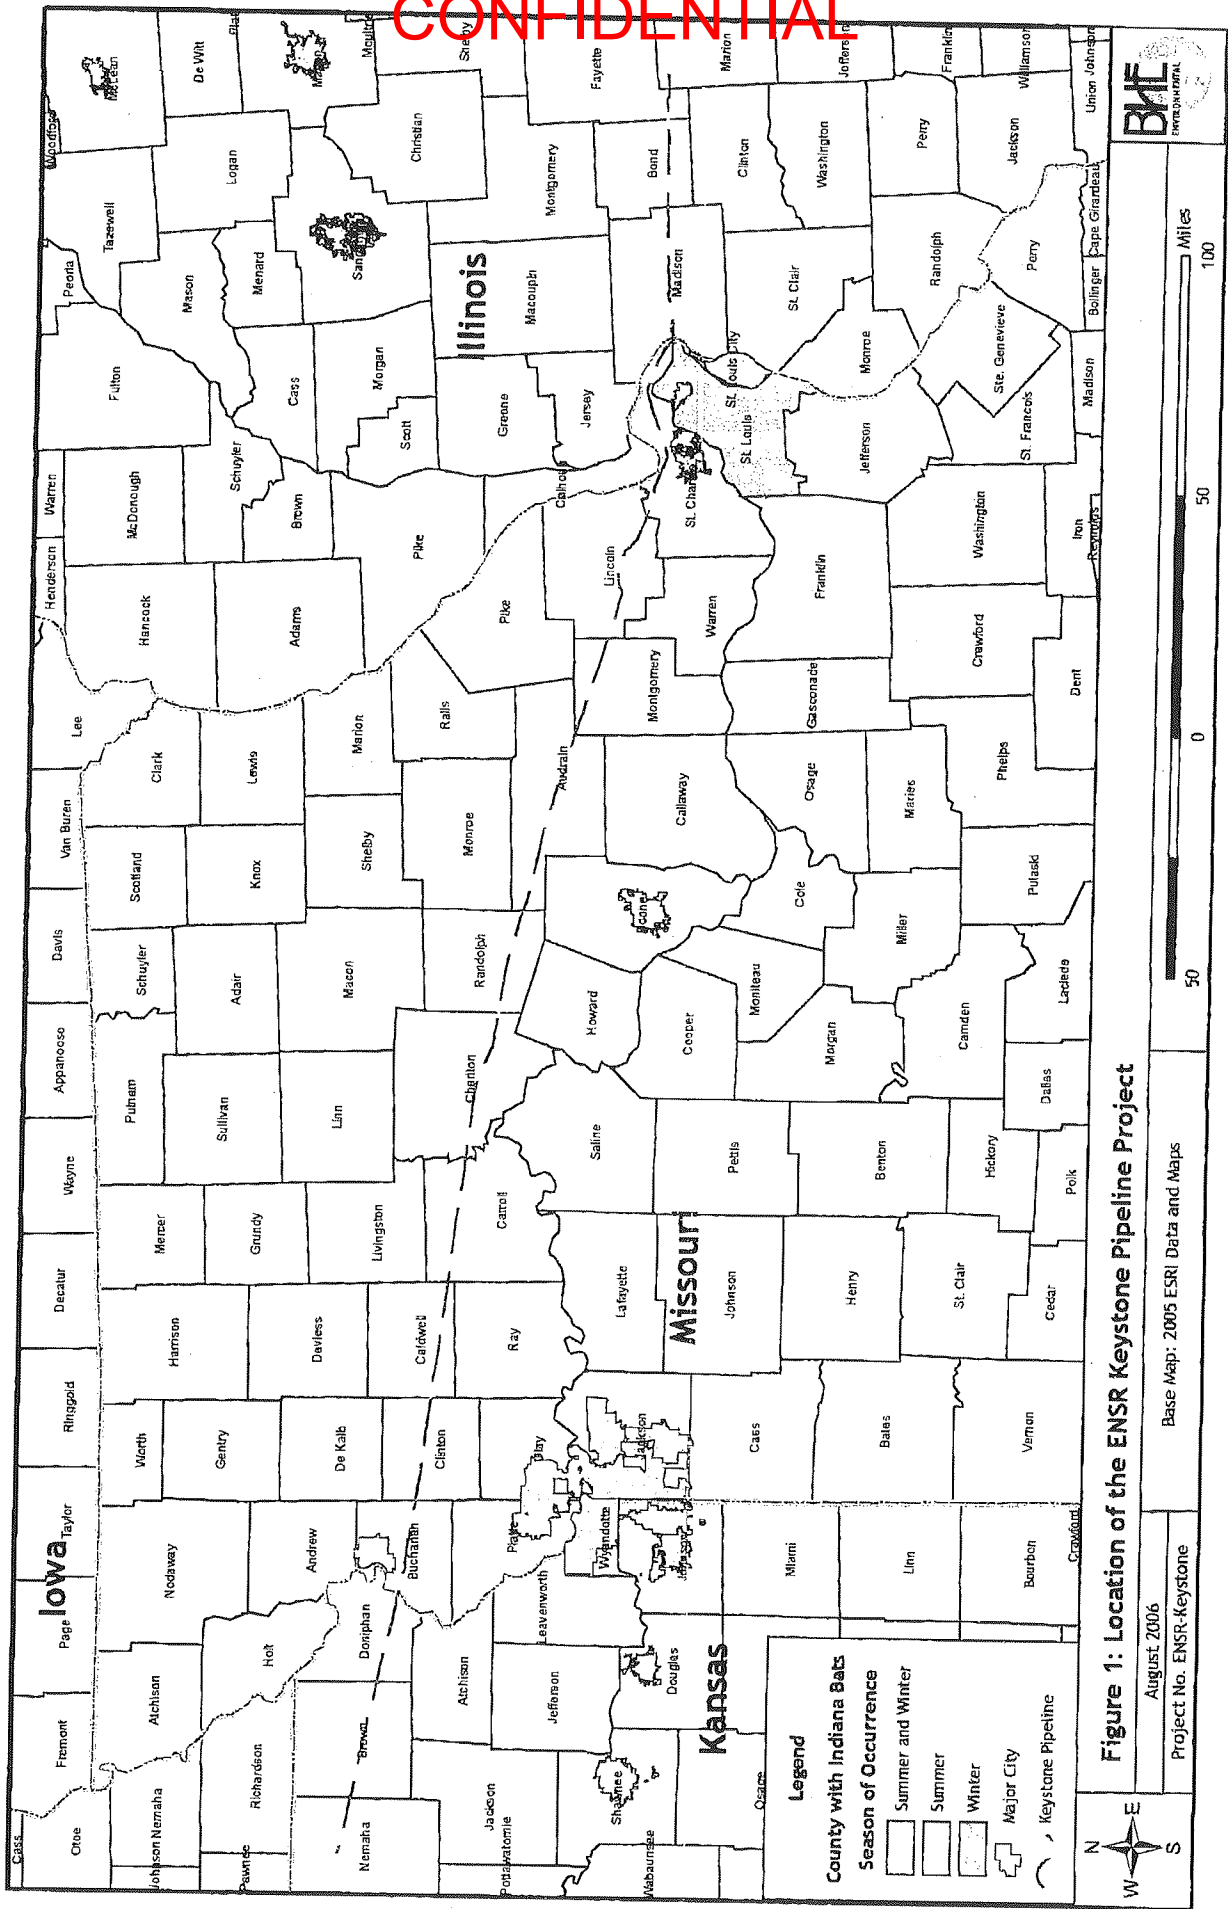 CONFIDENTIAL
Cass
Fremont
Page
Iowa
Taylor
Ringgold
Decatur
Wayne
Appanoose
Davis
Van Buren
Lee
Henderson
Warren
Fulton
Peoria
Tazewell
Woodford
McLean
Otoe
Atchison
Nodaway
Worth
Harrison
Mercer
Putnam
Schuyler
Scotland
Clark
Hancock
McDonough
Mason
Logan
De Witt
Johnson
Nemaha
Holt
Andrew
Gentry
Grundy
Sullivan
Adair
Knox
Lewis
Adams
Schuyler
Brown
Cass
Menard
Pawnee
Richardson
Doniphan
De Kalb
Daviess
Livingston
Linn
Macon
Shelby
Marion
Pike
Scott
Morgan
Christian
Shelby
Moultrie
Nemaha
Brown
Buchanan
Clinton
Caldwell
Carroll
Chariton
Randolph
Monroe
Ralls
Pike
Greene
Macoupin
Illinois
Montgomery
Fayette
Jackson
Pottawatomie
Atchison
Jefferson
Leavenworth
Platte
Clay
Ray
Saline
Howard
Boone
Audrain
Montgomery
Lincoln
Calhoun
Jersey
Madison
Bond
Marion
Wabaunsee
Shawnee
Douglas
Wyandotte
Jackson
Lafayette
Missouri
Johnson
Pettis
Cooper
Moniteau
Cole
Callaway
Warren
St. Louis
St. Clair
Clinton
Jefferson
Osage
Kansas
Miami
Cass
Henry
Benton
Morgan
Miller
Osage
Gasconade
Franklin
Jefferson
Monroe
Washington
Perry
Franklin
Linn
Bates
St. Clair
Hickory
Camden
Maries
Phelps
Crawford
Washington
St. Francois
Ste. Genevieve
Randolph
Jackson
Williamson
Bourbon
Crawford
Vernon
Cedar
Polk
Dallas
Laclede
Pulaski
Dent
Iron
Reynolds
Madison
Bollinger
Perry
Cape Girardeau
Union
Johnson
Legend
County with Indiana Bats
Season of Occurrence
Summer and Winter
Summer
Winter
Major City
Keystone Pipeline
N
W
E
S
Figure 1: Location of the ENSR Keystone Pipeline Project
August 2006
Project No. ENSR-Keystone
Base Map: 2005 ESRI Data and Maps
50
0
50
100
Miles
BHE
ENVIRONMENTAL